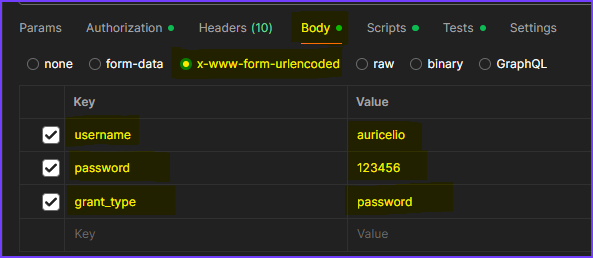 Params Authorization Headers (10) Body Scripts Tests Settings
none form-data x-www-form-urlencoded raw binary GraphQL
Key Value
username auricelio
password 123456
grant_type password
Key Value